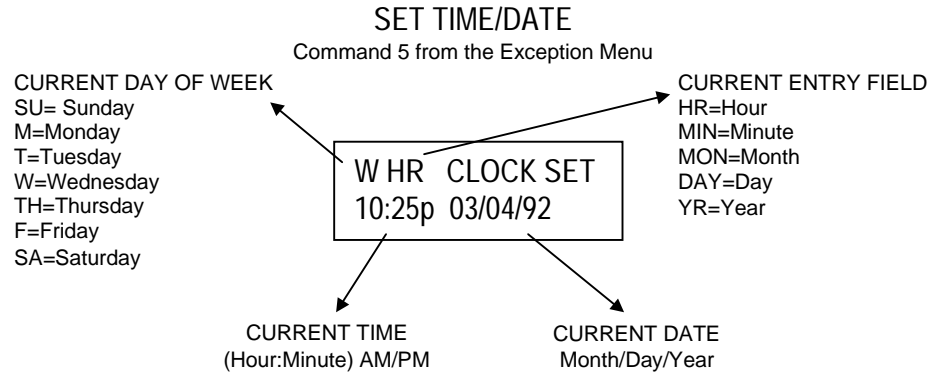 SET TIME/DATE
Command 5 from the Exception Menu
CURRENT DAY OF WEEK
SU= Sunday
M=Monday
T=Tuesday
W=Wednesday
TH=Thursday
F=Friday
SA=Saturday
CURRENT ENTRY FIELD
HR=Hour
MIN=Minute
MON=Month
DAY=Day
YR=Year
W HR CLOCK SET
10:25p 03/04/92
CURRENT TIME
(Hour:Minute) AM/PM
CURRENT DATE
Month/Day/Year